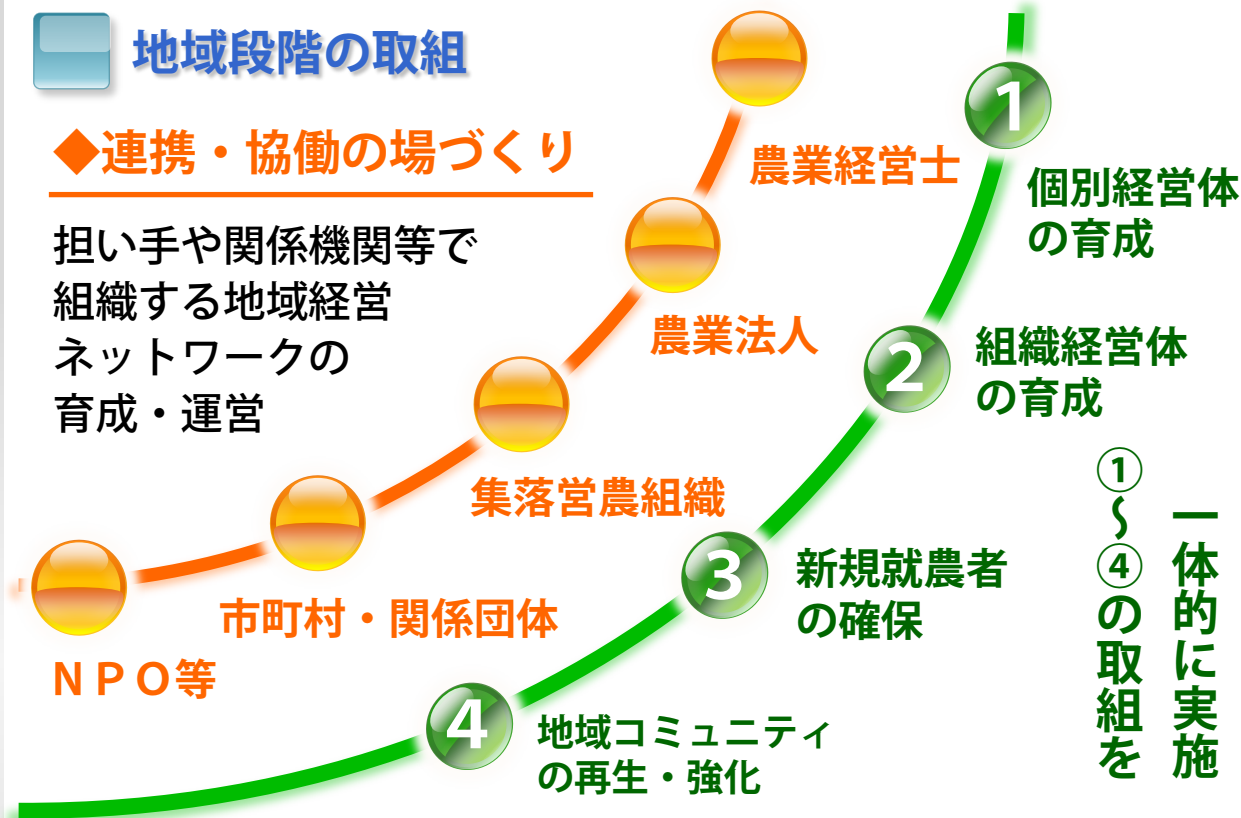 地域段階の取組
◆連携・協働の場づくり
担い手や関係機関等で
組織する地域経営
ネットワークの
育成・運営
農業経営士
農業法人
集落営農組織
市町村・関係団体
ＮＰＯ等
1
個別経営体
の育成
2
組織経営体
の育成
3
新規就農者
の確保
4
地域コミュニティ
の再生・強化
①～④の取組を
一体的に実施